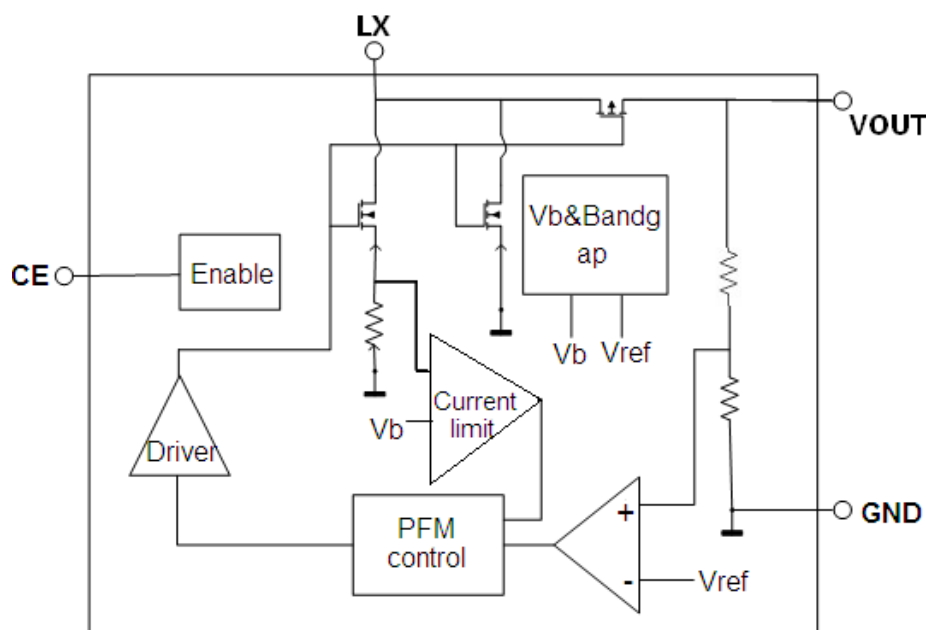 LX
VOUT
Vb&Bandg
ap
CE
Enable
Vb
Vref
Current
limit
Vb
Driver
+
PFM
control
GND
-
Vref